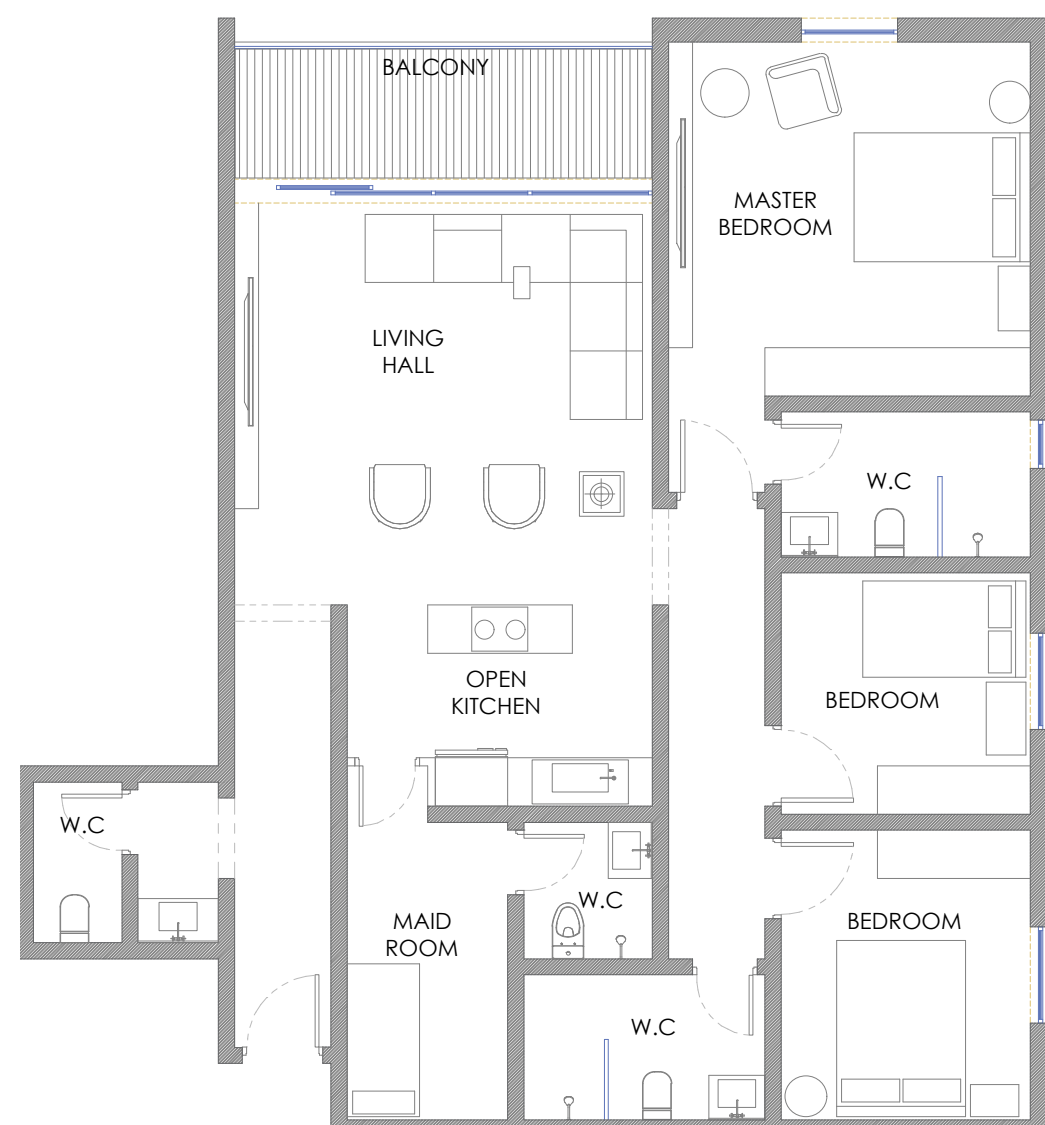 BALCONY
MASTER
BEDROOM
LIVING
HALL
W.C
OPEN
KITCHEN
BEDROOM
W.C
W.C
MAID
ROOM
BEDROOM
W.C